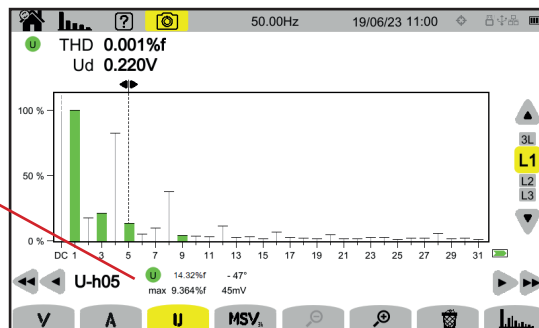 ? 50.00Hz 19/06/23 11:00
U THD 0.001%f
Ud 0.220V
100 %
50 %
0 %
DC 1 3 5 7 9 11 13 15 17 19 21 23 25 27 29 31
3L
L1
L2
L3
U-h05 U 14.32%f - 47°
max 9.364%f 45mV
V A U MSV